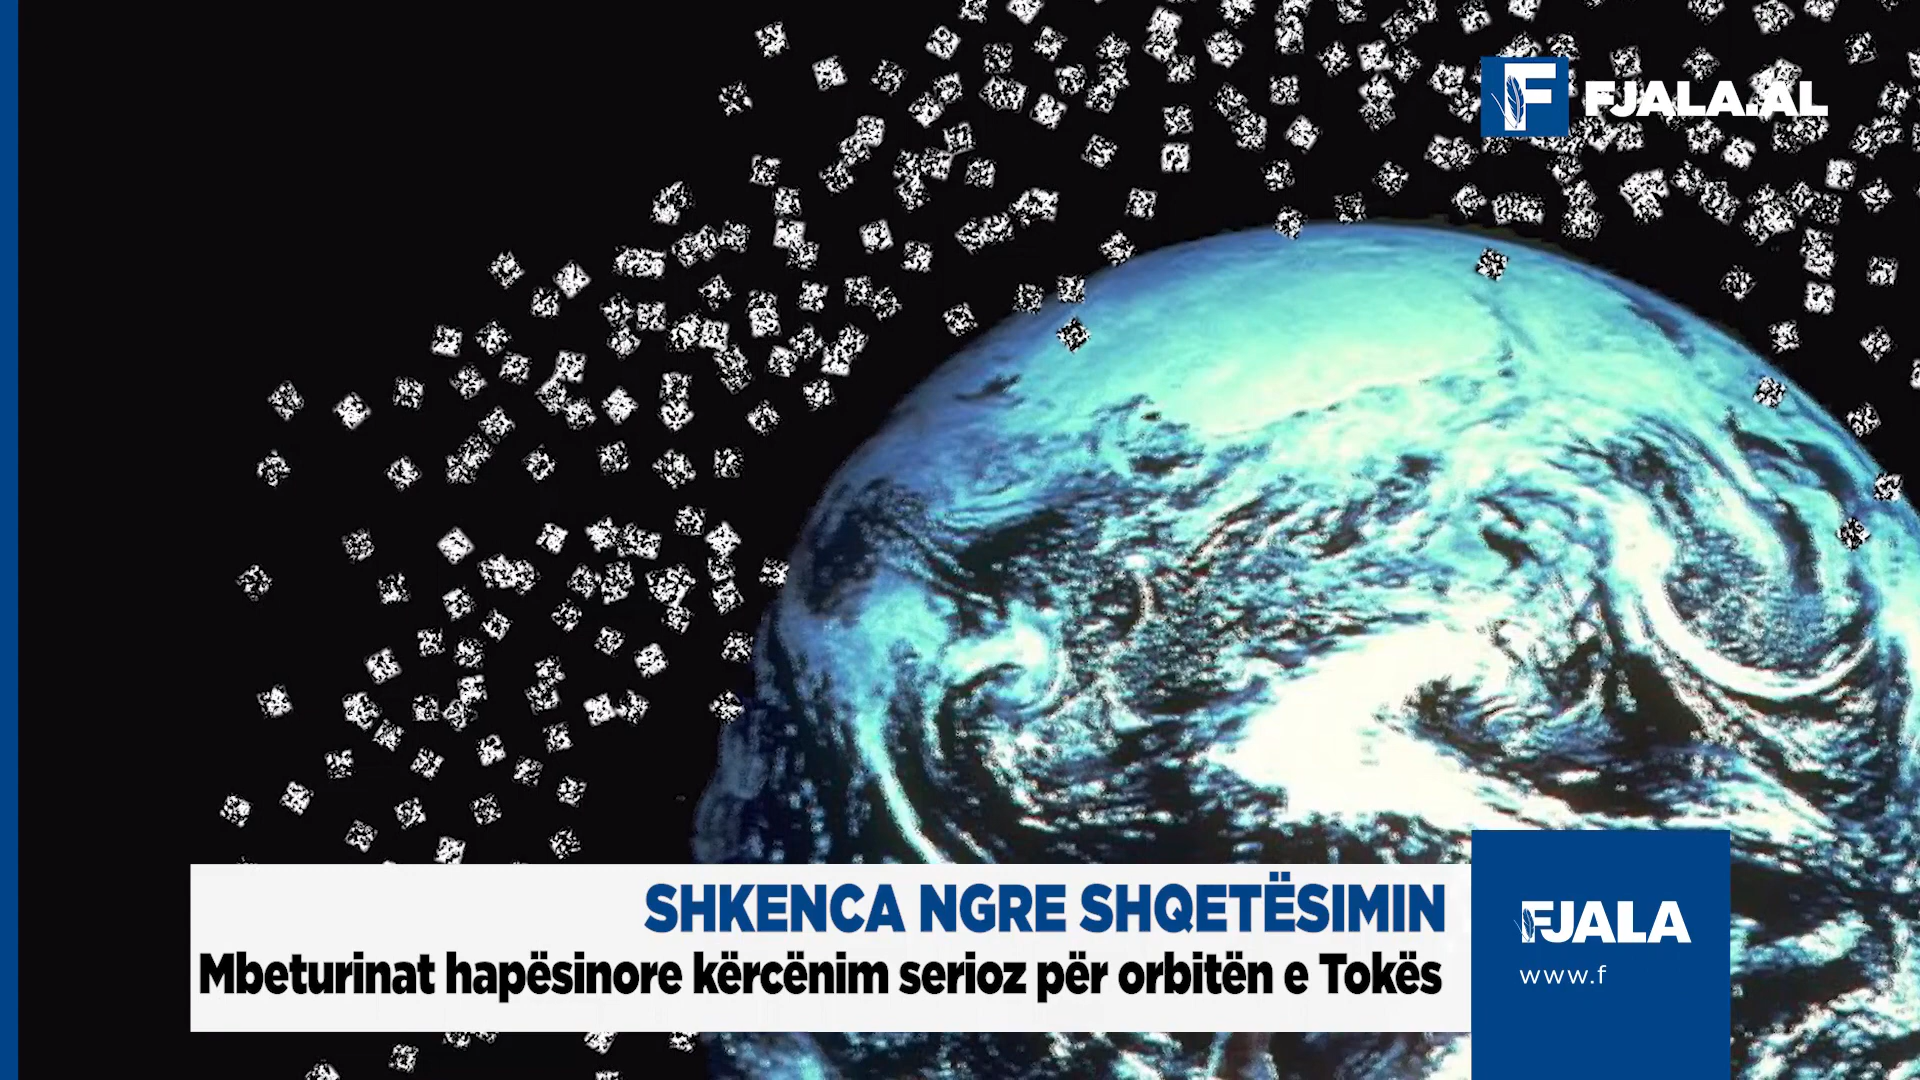 F FJALA.AL
SHKENCA NGRE SHQETËSIMIN
Mbeturinat hapësinore kërcënim serioz për orbitën e Tokës
FJALA
www.f